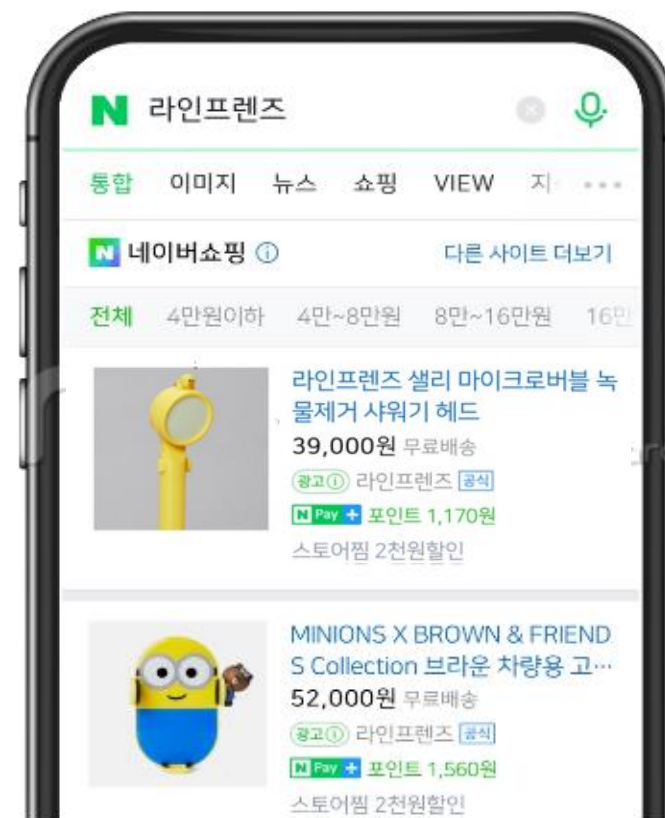 N 라인프렌즈
통합 이미지 뉴스 쇼핑 VIEW 지
N 네이버쇼핑 다른 사이트 더보기
전체 4만원이하 4만~8만원 8만~16만원 16만
라인프렌즈 샐리 마이크로버블 녹
물제거 샤워기 헤드
39,000원 무료배송
광고 라인프렌즈 공식
N Pay + 포인트 1,170원
스토어찜 2천원할인
MINIONS X BROWN & FRIEND
S Collection 브라운 차량용 고…
52,000원 무료배송
광고 라인프렌즈 공식
N Pay + 포인트 1,560원
스토어찜 2천원할인